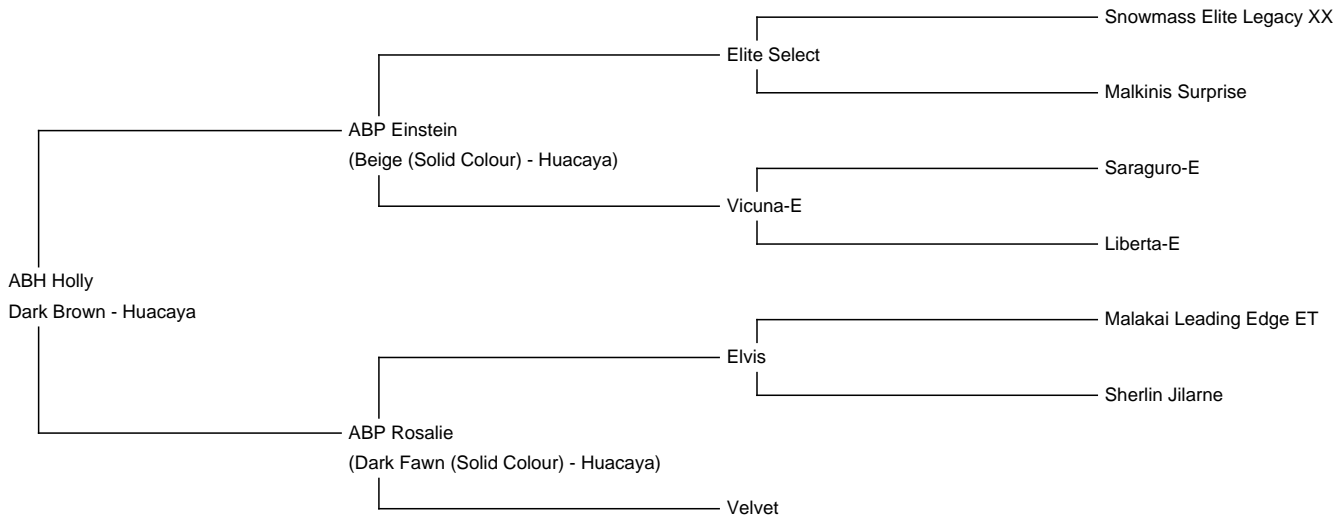 Snowmass Elite Legacy XX
Elite Select
Malkinis Surprise
ABP Einstein
(Beige (Solid Colour) - Huacaya)
Saraguro-E
Vicuna-E
Liberta-E
ABH Holly
Dark Brown - Huacaya
Malakai Leading Edge ET
Elvis
Sherlin Jilarne
ABP Rosalie
(Dark Fawn (Solid Colour) - Huacaya)
Velvet